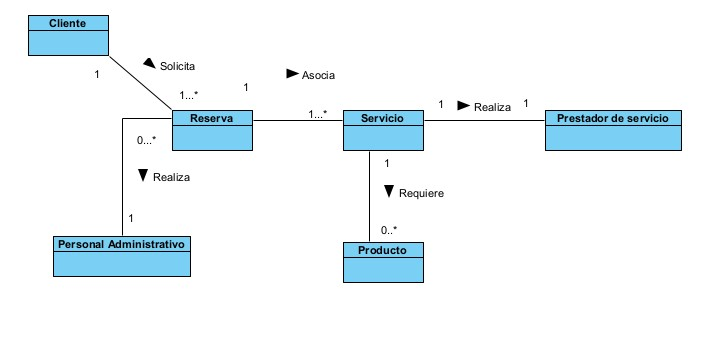 Cliente
Solicita
1
1...*
1
Asocia
Reserva
1...*
Servicio
1
Realiza
1
Prestador de servicio
0...*
Realiza
1
Personal Administrativo
1
Requiere
0..*
Producto